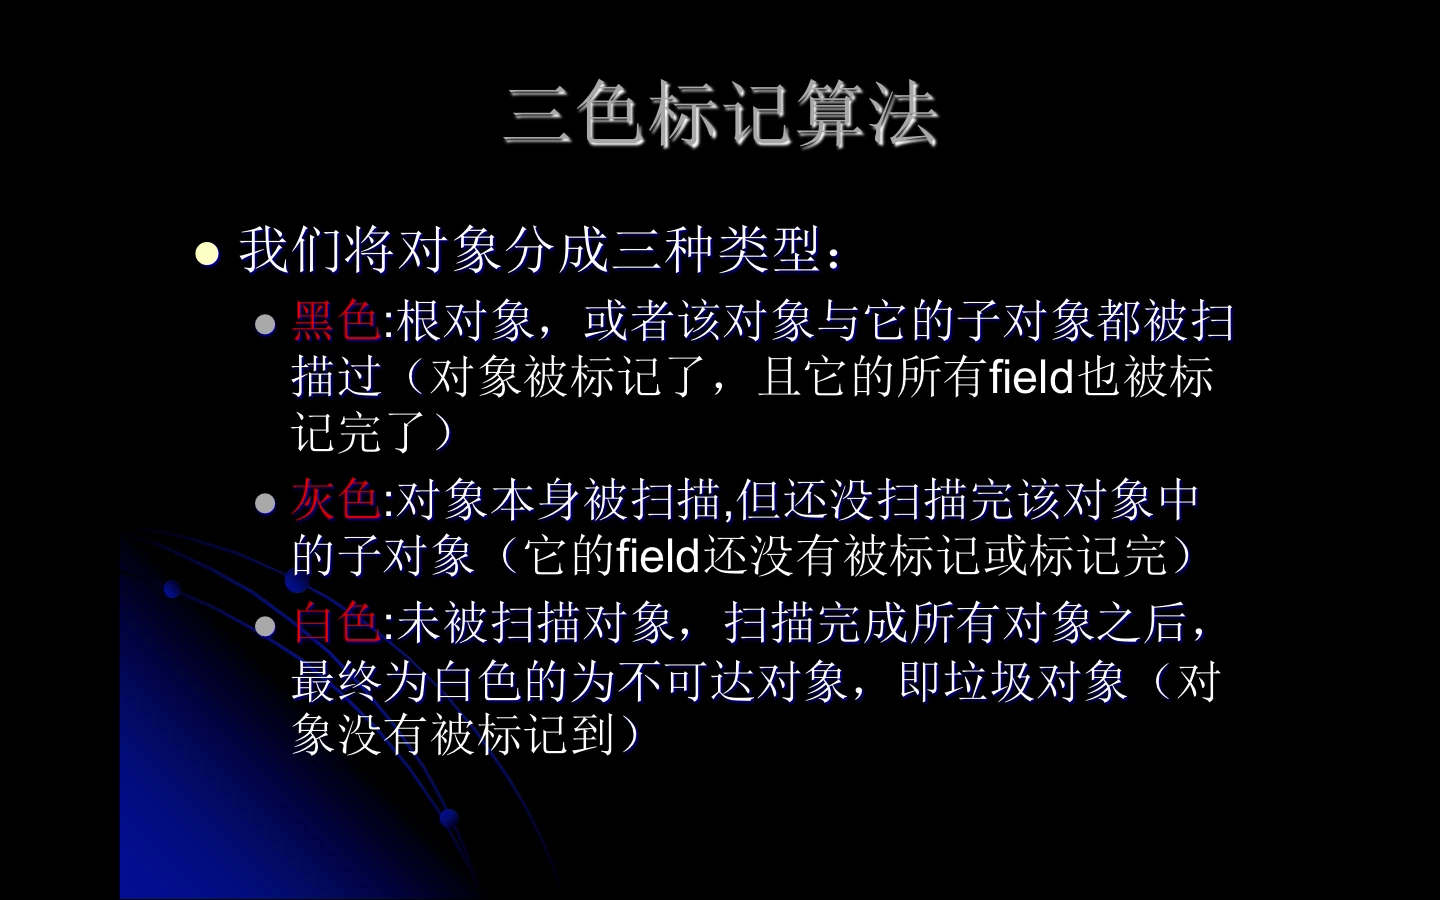 三色标记算法
我们将对象分成三种类型：
黑色:根对象，或者该对象与它的子对象都被扫
描过（对象被标记了，且它的所有field也被标
记完了）
灰色:对象本身被扫描,但还没扫描完该对象中
的子对象（它的field还没有被标记或标记完）
白色:未被扫描对象，扫描完成所有对象之后，
最终为白色的为不可达对象，即垃圾对象（对
象没有被标记到）